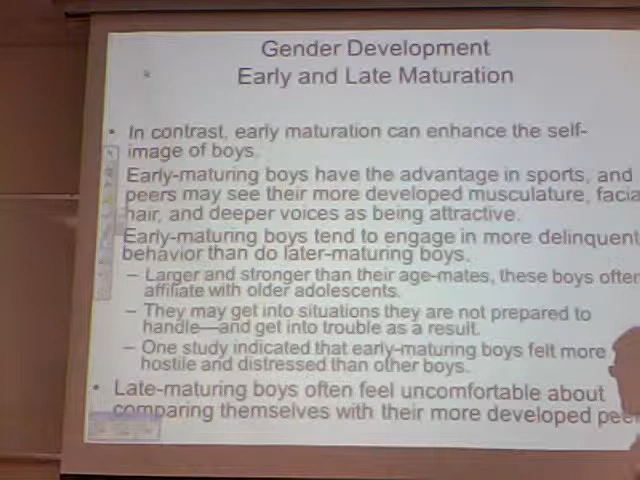 Gender Development
Early and Late Maturation
• In contrast, early maturation can enhance the self-
image of boys.
Early-maturing boys have the advantage in sports, and
peers may see their more developed musculature, facia
hair, and deeper voices as being attractive.
Early-maturing boys tend to engage in more delinquent
behavior than do later-maturing boys.
– Larger and stronger than their age-mates, these boys often
affiliate with older adolescents.
– They may get into situations they are not prepared to
handle—and get into trouble as a result.
– One study indicated that early-maturing boys felt more
hostile and distressed than other boys.
• Late-maturing boys often feel uncomfortable about
comparing themselves with their more developed pee